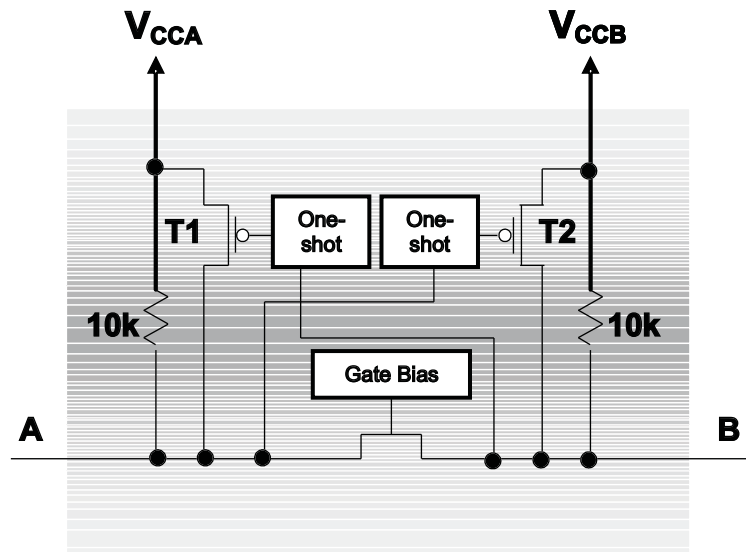 VCCA
VCCB
T1
One-
shot
One-
shot
T2
10k
10k
Gate Bias
A
B